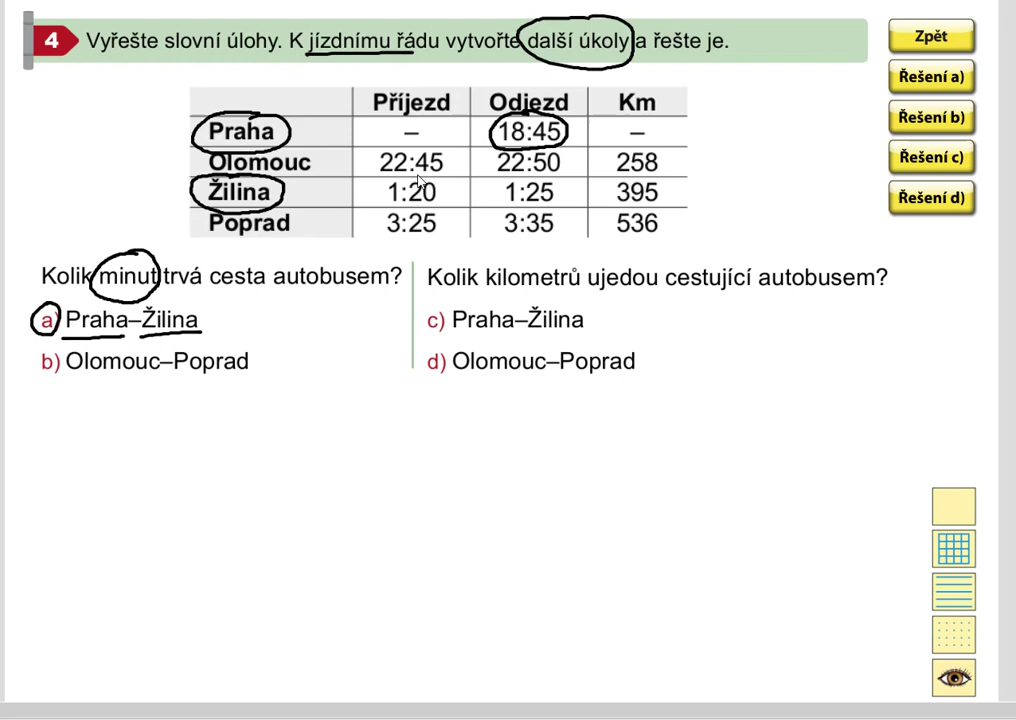 4 Vyřešte slovní úlohy. K jízdnímu řádu vytvořte další úkoly a řešte je.
Zpět
Řešení a)
Řešení b)
Řešení c)
Řešení d)
Příjezd Odjezd Km
Praha – 18:45 –
Olomouc 22:45 22:50 258
Žilina 1:20 1:25 395
Poprad 3:25 3:35 536
Kolik minut trvá cesta autobusem?
a) Praha–Žilina
b) Olomouc–Poprad
Kolik kilometrů ujedou cestující autobusem?
c) Praha–Žilina
d) Olomouc–Poprad